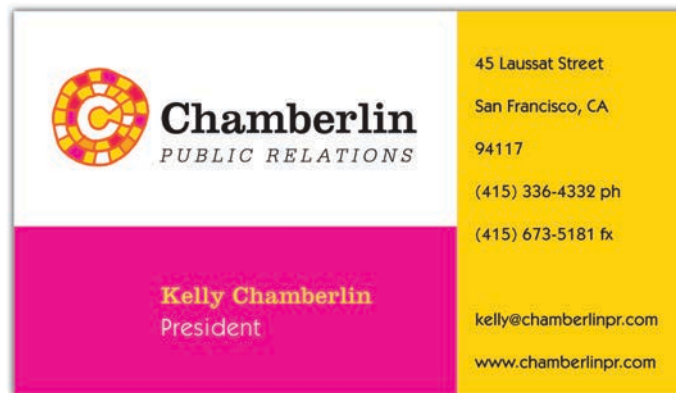 Chamberlin
PUBLIC RELATIONS
Kelly Chamberlin
President
45 Laussat Street
San Francisco, CA
94117
(415) 336-4332 ph
(415) 673-5181 fx
kelly@chamberlinpr.com
www.chamberlinpr.com